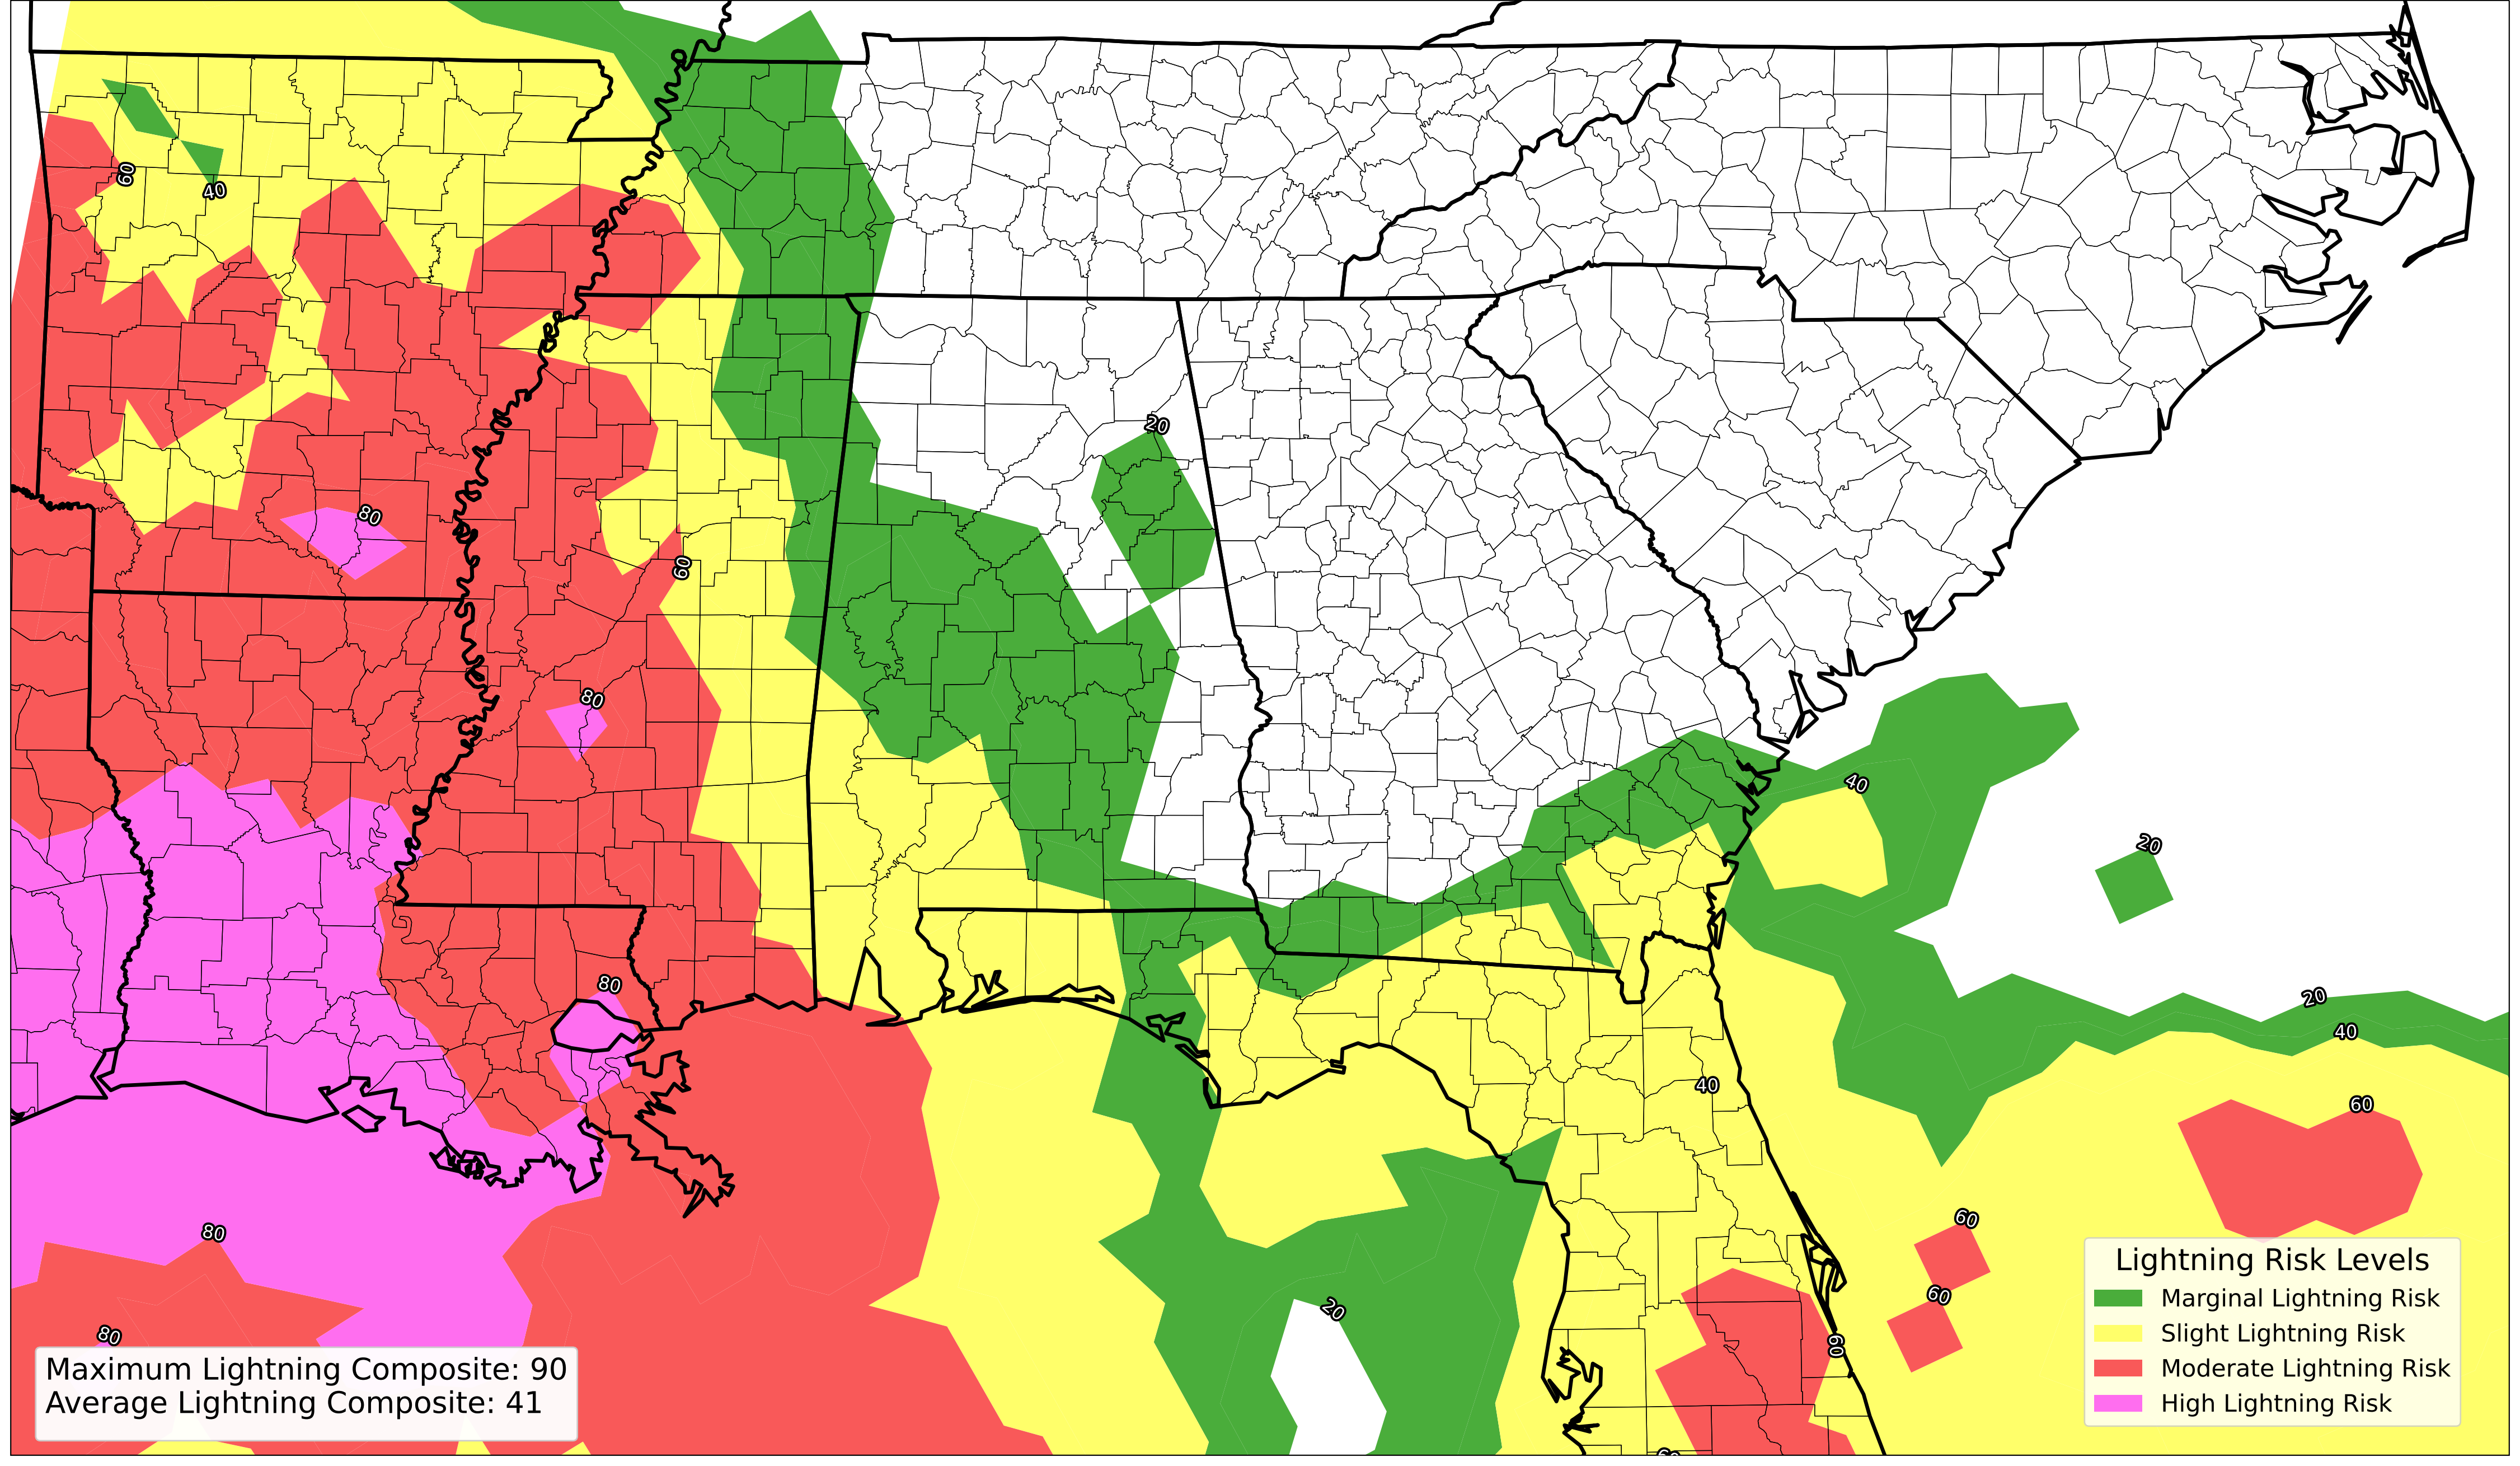 60
40
20
80
60
80
40
20
80
20
40
40
60
80
60
60
20
80
60
Lightning Risk Levels
Marginal Lightning Risk
Slight Lightning Risk
Moderate Lightning Risk
High Lightning Risk
Maximum Lightning Composite: 90
Average Lightning Composite: 41